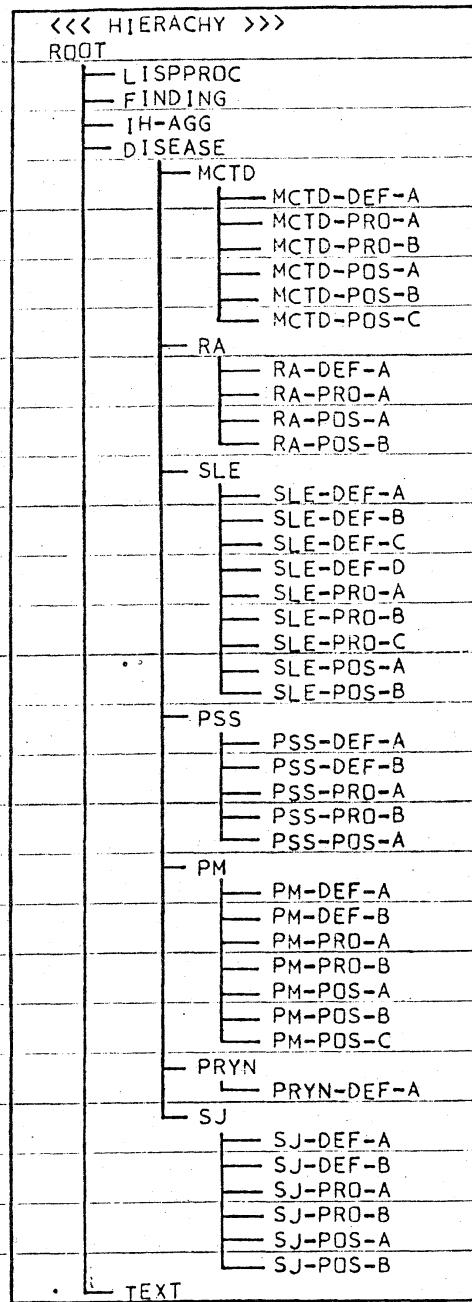 <<< HIERACHY >>>
ROOT
LISPPROC
FINDING
IH-AGG
DISEASE
MCTD
MCTD-DEF-A
MCTD-PRO-A
MCTD-PRO-B
MCTD-POS-A
MCTD-POS-B
MCTD-POS-C
RA
RA-DEF-A
RA-PRO-A
RA-POS-A
RA-POS-B
SLE
SLE-DEF-A
SLE-DEF-B
SLE-DEF-C
SLE-DEF-D
SLE-PRO-A
SLE-PRO-B
SLE-PRO-C
SLE-POS-A
SLE-POS-B
PSS
PSS-DEF-A
PSS-DEF-B
PSS-PRO-A
PSS-PRO-B
PSS-POS-A
PM
PM-DEF-A
PM-DEF-B
PM-PRO-A
PM-PRO-B
PM-POS-A
PM-POS-B
PM-POS-C
PRYN
PRYN-DEF-A
SJ
SJ-DEF-A
SJ-DEF-B
SJ-PRO-A
SJ-PRO-B
SJ-POS-A
SJ-POS-B
TEXT